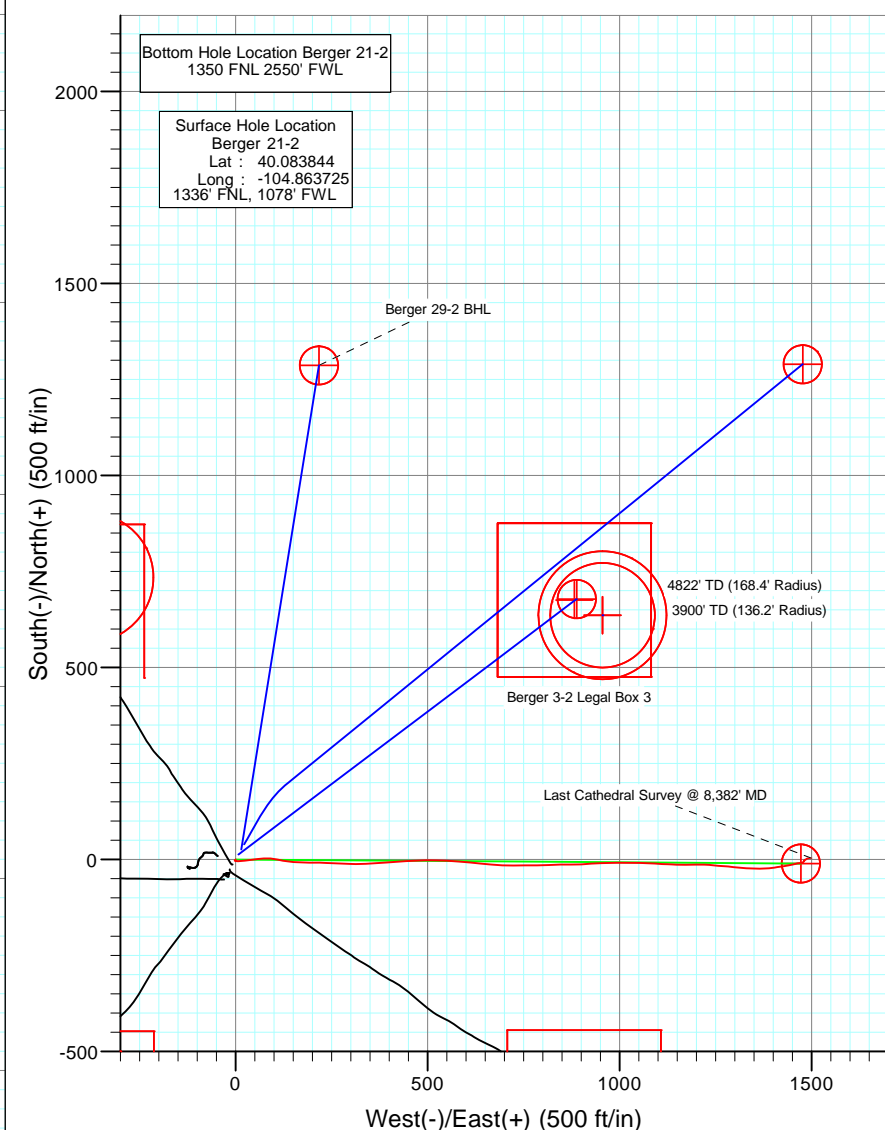 Bottom Hole Location Berger 21-2
1350 FNL 2550' FWL
Surface Hole Location
Berger 21-2
Lat : 40.083844
Long : -104.863725
1336' FNL, 1078' FWL
2000
1500
1000
500
0
-500
South(-)/North(+) (500 ft/in)
Berger 29-2 BHL
4822' TD (168.4' Radius)
3900' TD (136.2' Radius)
Berger 3-2 Legal Box 3
Last Cathedral Survey @ 8,382' MD
0
500
1000
1500
West(-)/East(+) (500 ft/in)